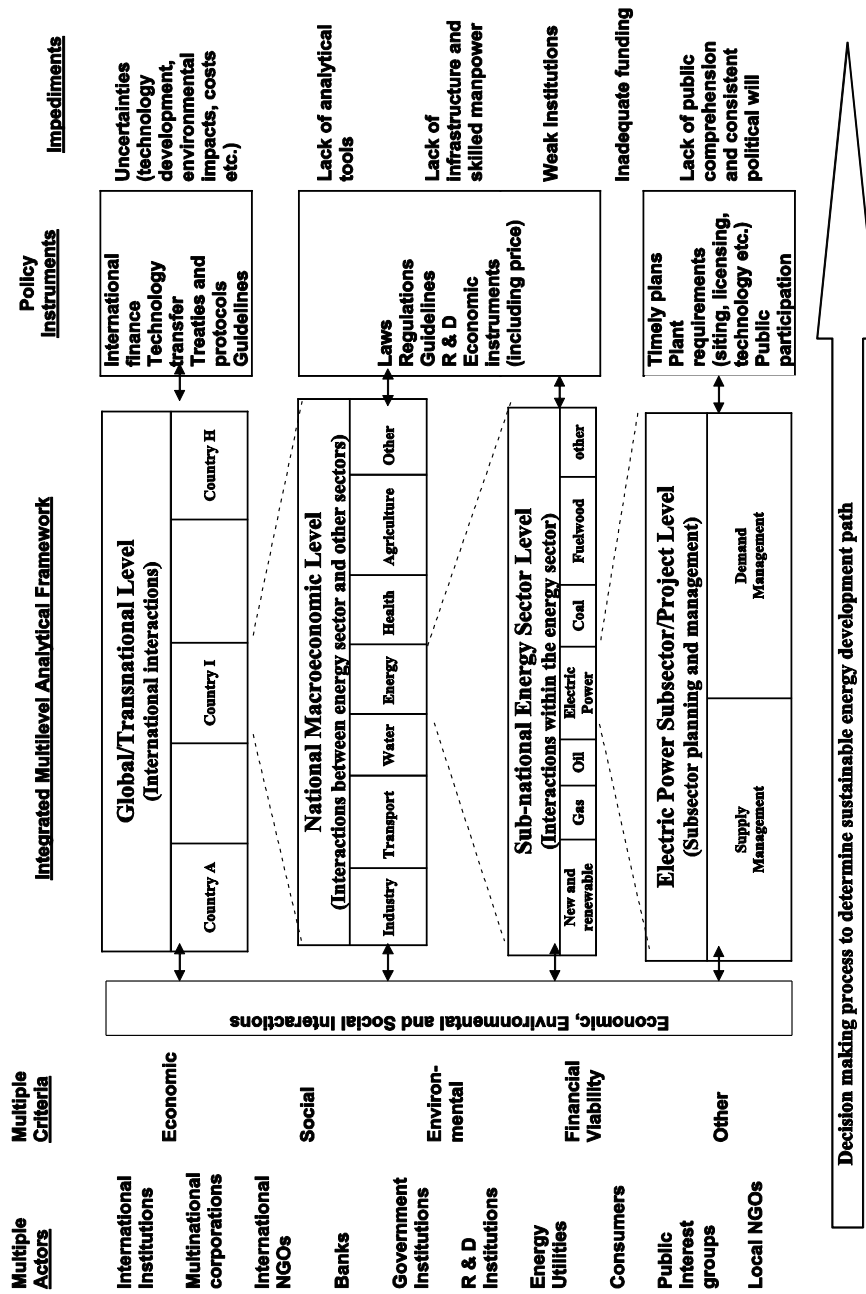 Multiple
Actors
International
Institutions
Multinational
corporations
International
NGOs
Banks
Government
Institutions
R & D
Institutions
Energy
Utilities
Consumers
Public
Interest
groups
Local NGOs
Multiple
Criteria
Economic
Social
Environ-
mental
Financial
Viability
Other
Economic, Environmental and Social Interactions
Integrated Multilevel Analytical Framework
Global/Transnational Level
(International interactions)
Country A
Country I
Country H
National Macroeconomic Level
(Interactions between energy sector and other sectors)
Industry
Transport
Water
Energy
Health
Agriculture
Other
Sub-national Energy Sector Level
(Interactions within the energy sector)
New and
renewable
Gas
Oil
Electric
Power
Coal
Fuelwood
other
Electric Power Subsector/Project Level
(Subsector planning and management)
Supply
Management
Demand
Management
Policy
Instruments
International
finance
Technology
transfer
Treaties and
protocols
Guidelines
Laws
Regulations
Guidelines
R & D
Economic
instruments
(including price)
Timely plans
Plant
requirements
(siting, licensing,
technology etc.)
Public
participation
Impediments
Uncertainties
(technology
development,
environmental
impacts, costs
etc.)
Lack of analytical
tools
Lack of
infrastructure and
skilled manpower
Weak Institutions
Inadequate funding
Lack of public
comprehension
and consistent
political will
Decision making process to determine sustainable energy development path